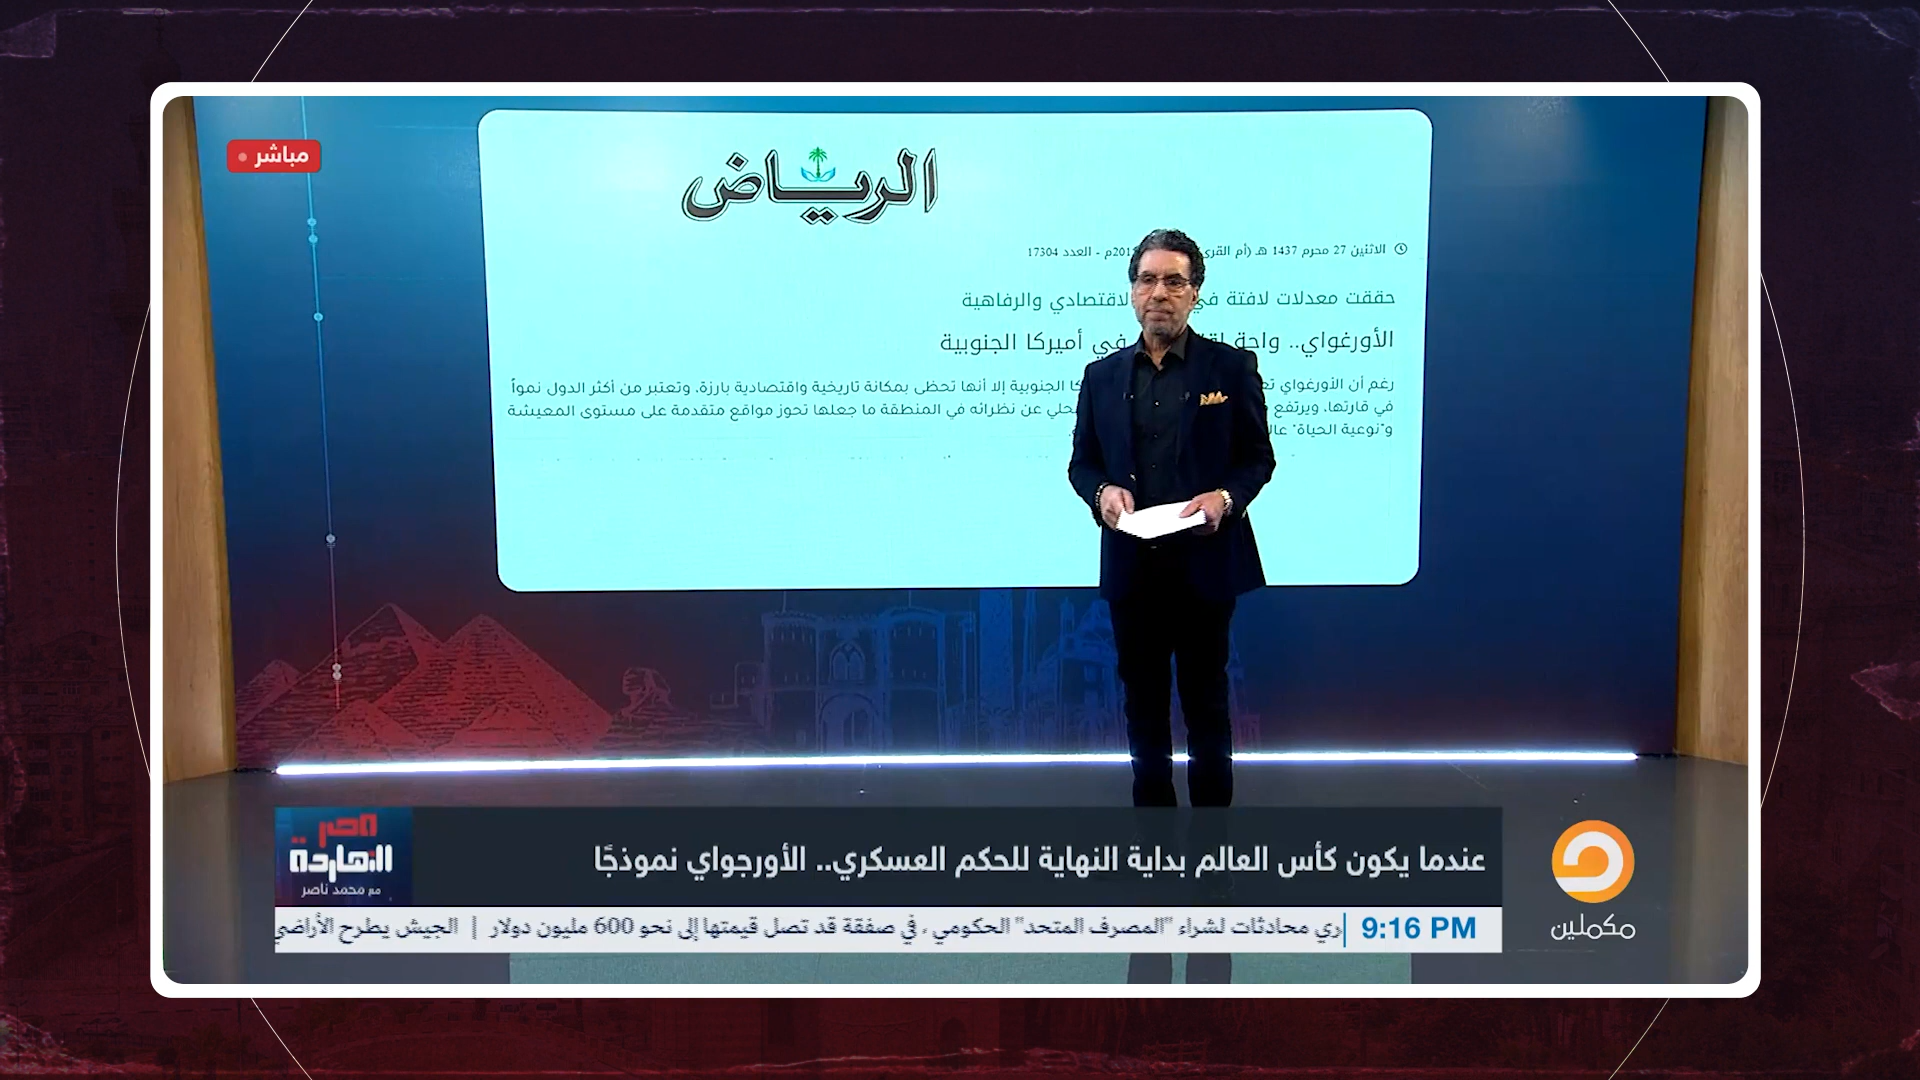 مباشر
الرياض
الاثنين 27 محرم 1437 هـ (أم القرى 201م - العدد 17304
حققت معدلات لافتة في الاقتصادي والرفاهية
الأورغواي.. واحة في أميركا الجنوبية
رغم أن الأورغواي الجنوبية إلا أنها تحظى بمكانة تاريخية واقتصادية بارزة، وتعتبر من أكثر الدول نمواً
في قارتها، ويرتفع عن نظرائه في المنطقة ما جعلها تحوز مواقع متقدمة على مستوى المعيشة
و"نوعية الحياة"
عندما يكون كأس العالم بداية النهاية للحكم العسكري.. الأورجواي نموذجًا
مصر
النهاردة
مع محمد ناصر
9:16 PM
ري محادثات لشراء "المصرف المتحد" الحكومي ، في صفقة قد تصل قيمتها إلى نحو 600 مليون دولار | الجيش يطرح الأراضي
مكملين